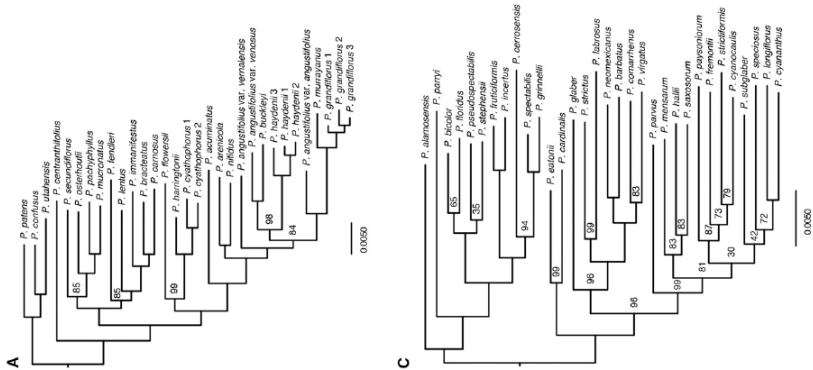 A
P. patens
P. confusus
P. utahensis
P. centranthifolius
P. secundiflorus
P. osterhoutii
P. pachyphyllus
P. mucronatus
P. fendleri
P. lentus
P. immanifestus
P. bracteatus
P. carnosus
P. flowersii
P. harringtonii
P. cyathophorus 1
P. cyathophorus 2
P. acuminatus
P. arenicola
P. nitidus
P. angustifolius var. vernalensis
P. angustifolius var. venosus
P. buckleyi
P. haydenii 3
P. haydenii 1
P. haydenii 2
P. angustifolius var. angustifolius
P. murrayanus
P. grandiflorus 1
P. grandiflorus 2
P. grandiflorus 3
85
85
99
98
84
0.0050
C
P. alamosensis
P. parryi
P. bicolor
P. floridus
P. pseudospectabilis
P. stephensii
P. fruticiformis
P. incertus
P. cerrosensis
P. spectabilis
P. grinnellii
P. eatonii
P. cardinalis
P. glaber
P. strictus
P. labrosus
P. neomexicanus
P. barbatus
P. comarrhenus
P. virgatus
P. parvus
P. mensarum
P. hallii
P. saxosorum
P. paysoniorum
P. fremontii
P. strictiformis
P. cyanocaulis
P. subglaber
P. speciosus
P. longiflorus
P. cyananthus
65
35
94
99
99
96
83
96
83
83
99
81
87
73
79
30
42
72
0.0050